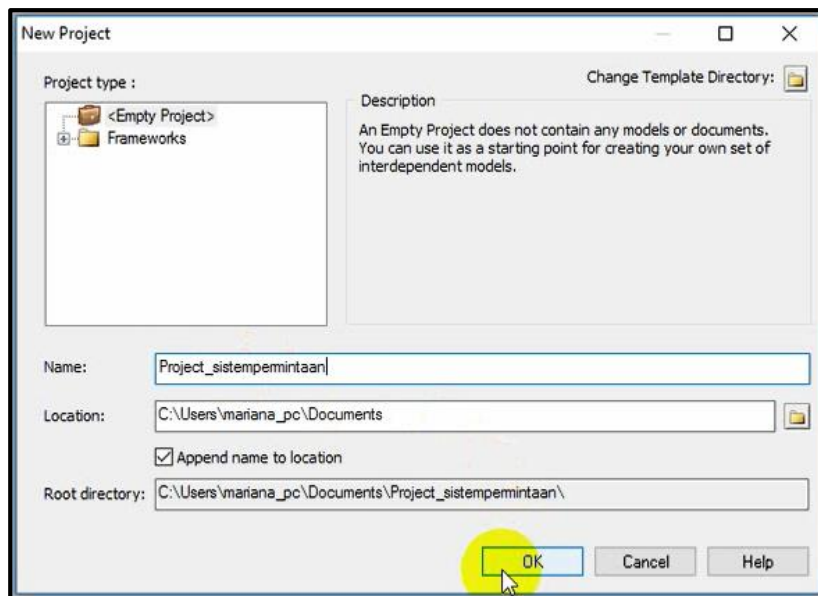 New Project
Project type :
Change Template Directory:
<Empty Project>
Frameworks
Description
An Empty Project does not contain any models or documents.
You can use it as a starting point for creating your own set of
interdependent models.
Name:
Project_sistempermintaan
Location:
C:\Users\mariana_pc\Documents
Append name to location
Root directory:
C:\Users\mariana_pc\Documents\Project_sistempermintaan\
OK
Cancel
Help